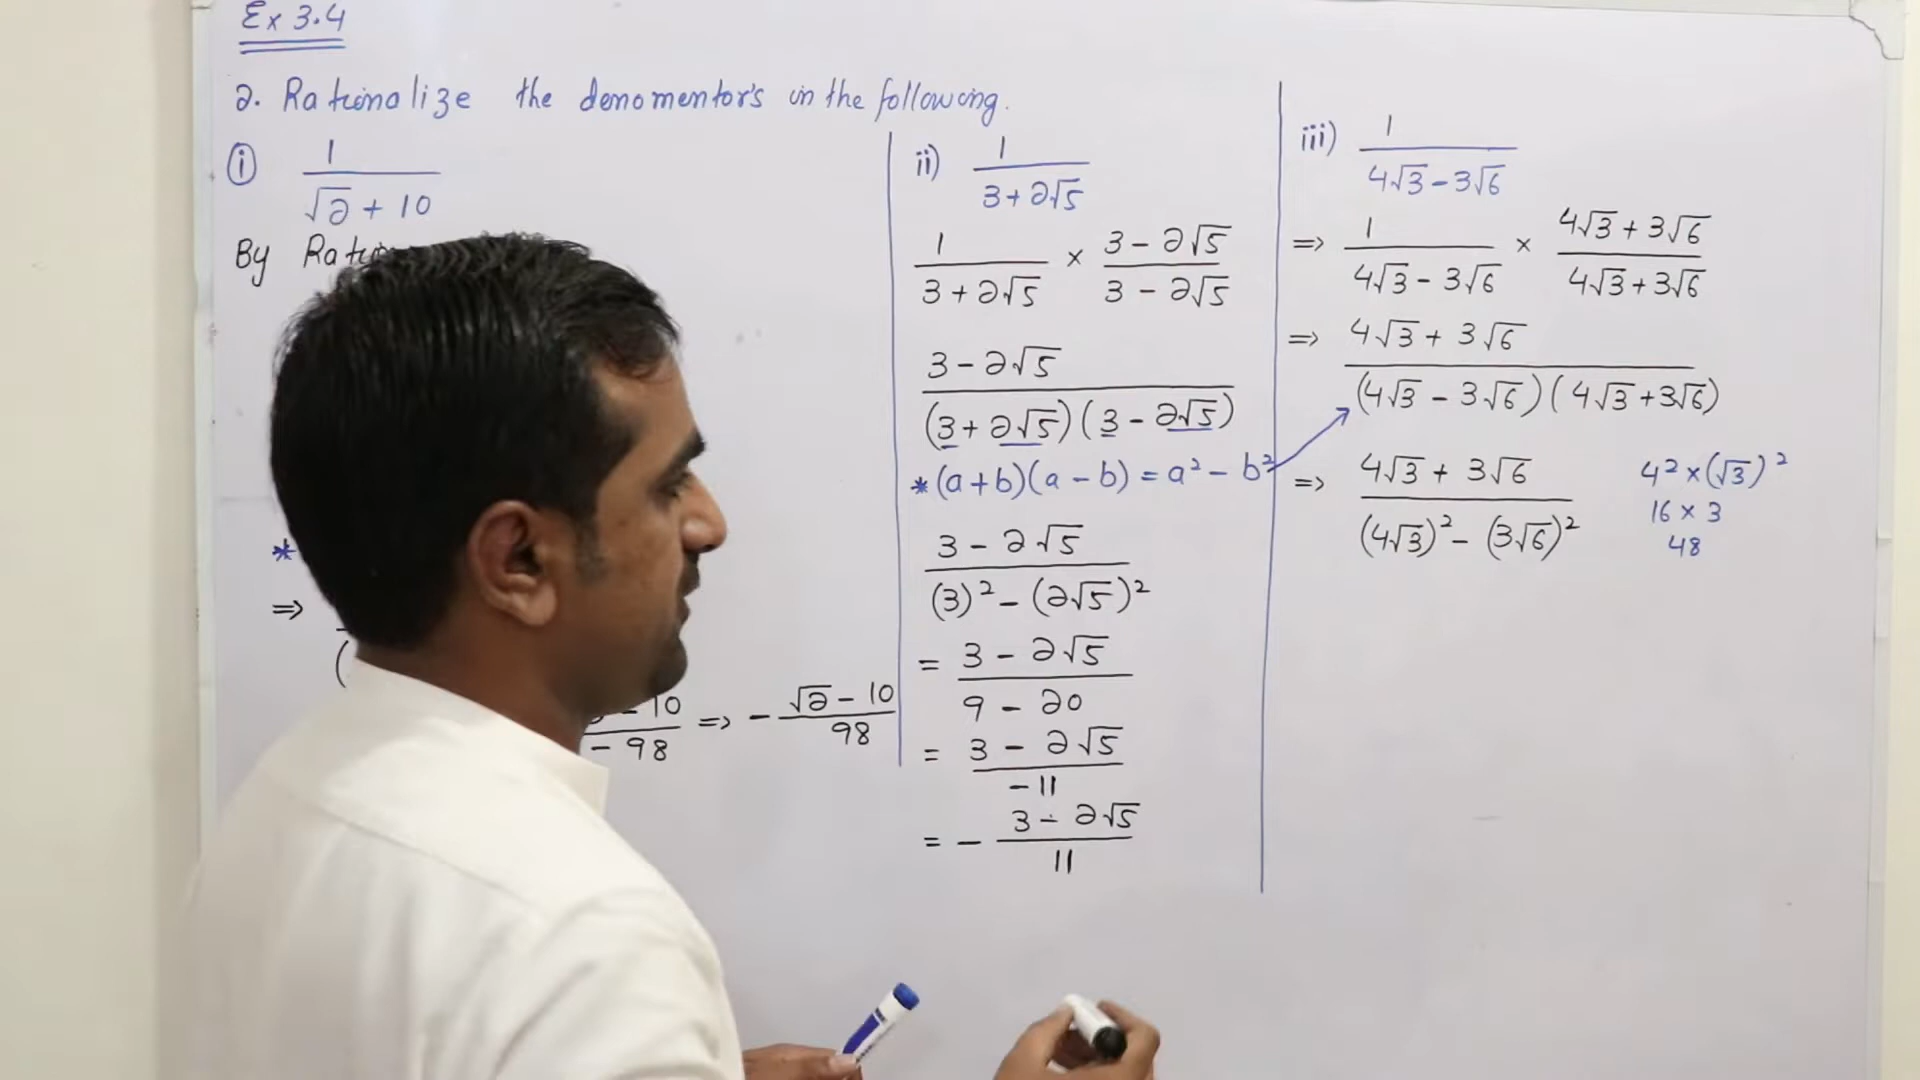 Ex 3.4
2. Rationalize the denomentor's in the following.
(i) 1
√2 + 10
By
*
=>
(
- 10
- 98
=> - √2 - 10
98
ii) 1
3 + 2√5
1 × 3 - 2√5
3 + 2√5 3 - 2√5
3 - 2√5
(3 + 2√5)(3 - 2√5)
* (a + b)(a - b) = a² - b²
3 - 2√5
(3)² - (2√5)²
= 3 - 2√5
9 - 20
= 3 - 2√5
- 11
= - 3 - 2√5
11
iii) 1
4√3 - 3√6
=> 1 × 4√3 + 3√6
4√3 - 3√6 4√3 + 3√6
=> 4√3 + 3√6
(4√3 - 3√6)(4√3 + 3√6)
=> 4√3 + 3√6
(4√3)² - (3√6)²
4² × (√3)²
16 × 3
48